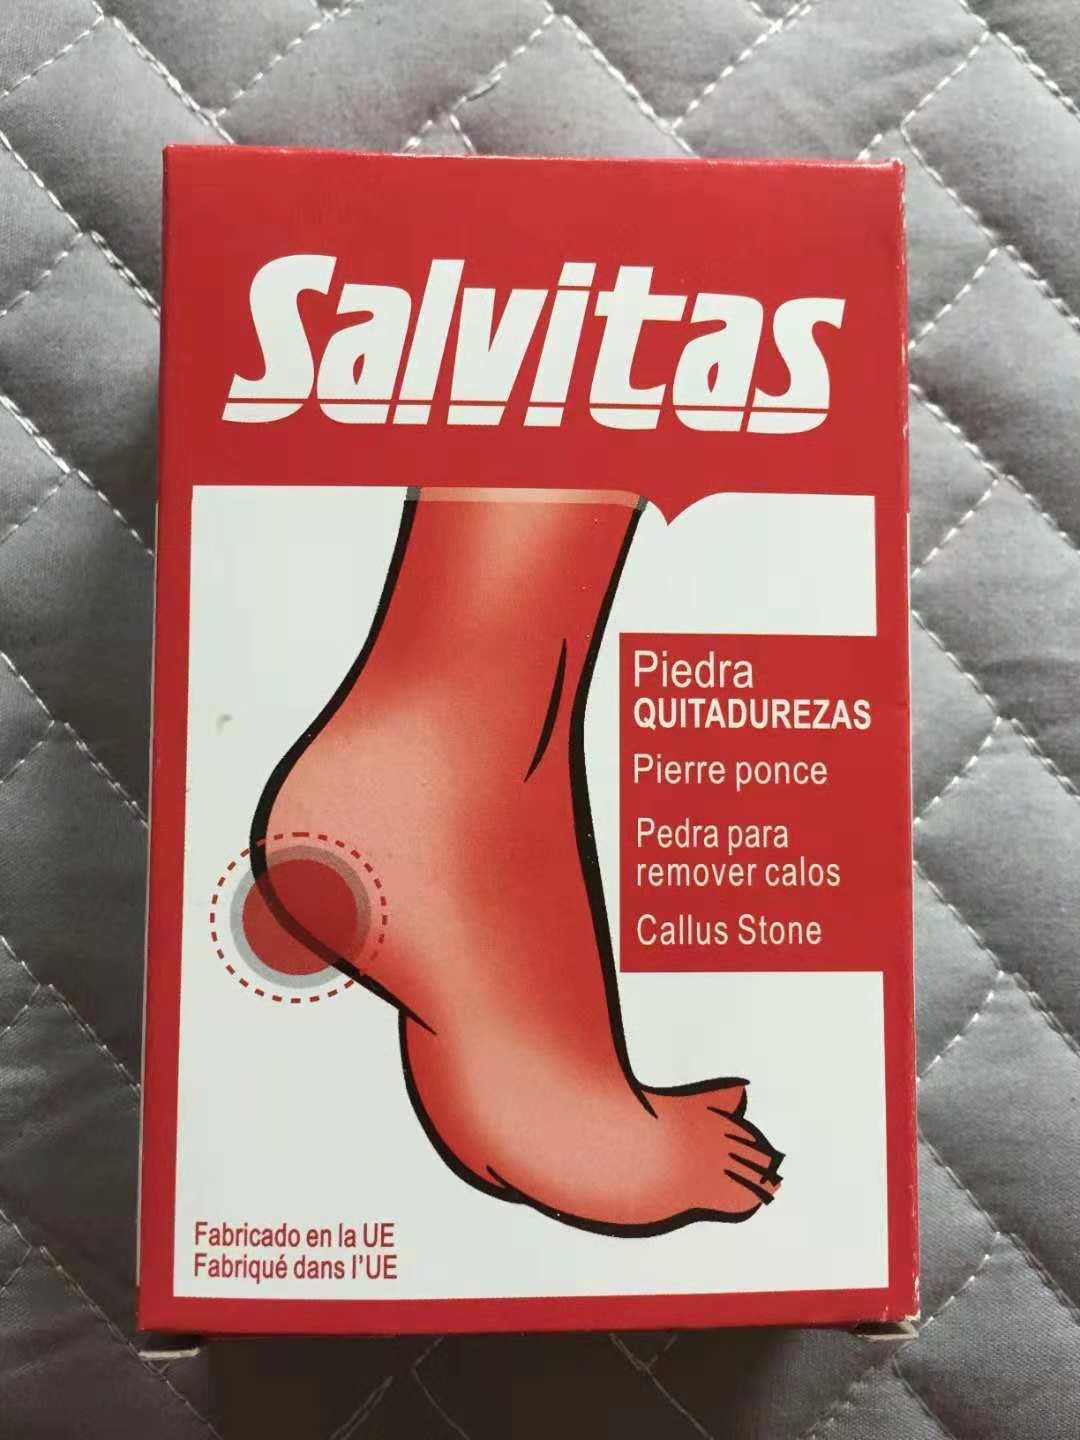 Salvitas
Piedra
QUITADUREZAS
Pierre ponce
Pedra para
remover calos
Callus Stone
Fabricado en la UE
Fabriqué dans l'UE